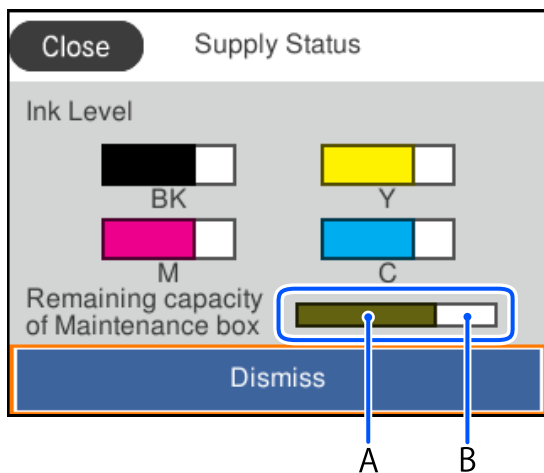 Close
Supply Status
Ink Level
BK
Y
M
C
Remaining capacity
of Maintenance box
Dismiss
A
B